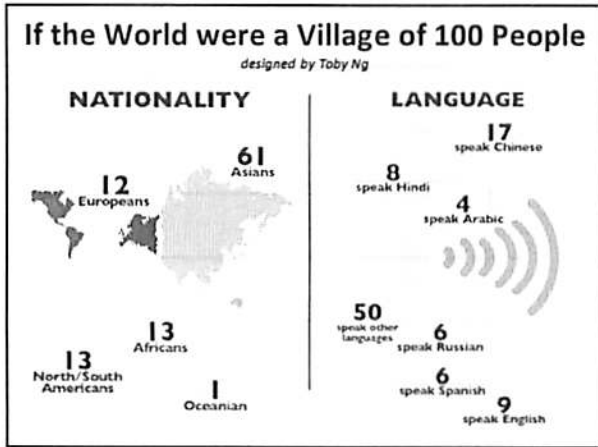 If the World were a Village of 100 People
designed by Toby Ng
NATIONALITY
61
Asians
12
Europeans
13
Africans
13
North/South
Americans
1
Oceanian
LANGUAGE
17
speak Chinese
8
speak Hindi
4
speak Arabic
50
speak other
languages
6
speak Russian
6
speak Spanish
9
speak English